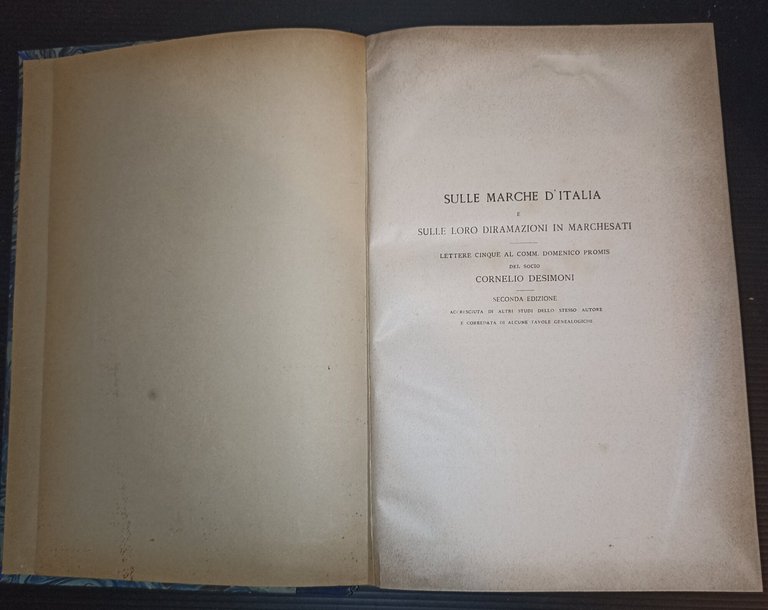 SULLE MARCHE D'ITALIA
E
SULLE LORO DIRAMAZIONI IN MARCHESATI
LETTERE CINQUE AL COMM. DOMENICO PROMIS
DEL SOCIO
CORNELIO DESIMONI
SECONDA EDIZIONE
ACCRESCIUTA DI ALTRI STUDI DELLO STESSO AUTORE
E CORREDATA DI ALCUNE TAVOLE GENEALOGICHE